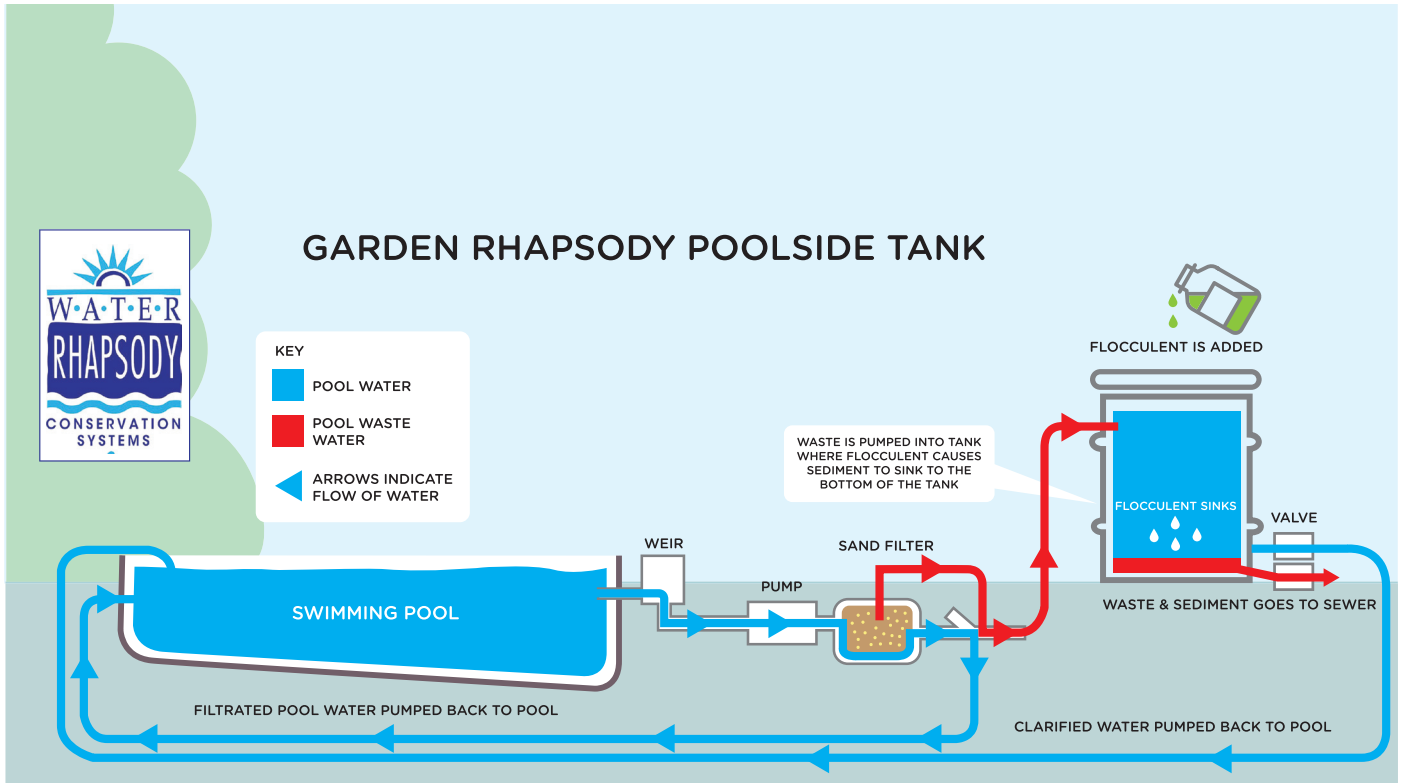 GARDEN RHAPSODY POOLSIDE TANK
W·A·T·E·R
RHAPSODY
CONSERVATION
SYSTEMS
KEY
POOL WATER
POOL WASTE
WATER
ARROWS INDICATE
FLOW OF WATER
FLOCCULENT IS ADDED
WASTE IS PUMPED INTO TANK
WHERE FLOCCULENT CAUSES
SEDIMENT TO SINK TO THE
BOTTOM OF THE TANK
FLOCCULENT SINKS
VALVE
WEIR
SAND FILTER
PUMP
SWIMMING POOL
WASTE & SEDIMENT GOES TO SEWER
FILTRATED POOL WATER PUMPED BACK TO POOL
CLARIFIED WATER PUMPED BACK TO POOL